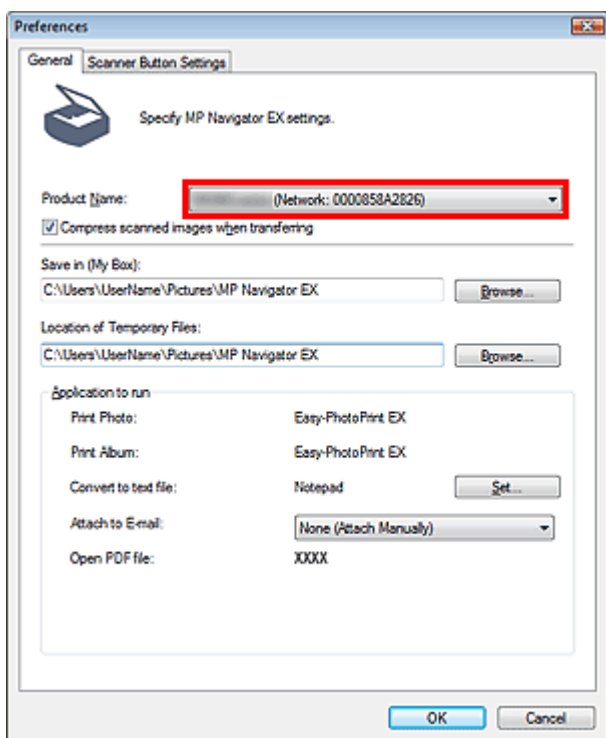 Preferences
General Scanner Button Settings
Specify MP Navigator EX settings.
Product Name: (Network: 0000858A2826)
Compress scanned images when transferring
Save in (My Box):
C:\Users\UserName\Pictures\MP Navigator EX Browse...
Location of Temporary Files:
C:\Users\UserName\Pictures\MP Navigator EX Browse...
Application to run
Print Photo: Easy-PhotoPrint EX
Print Album: Easy-PhotoPrint EX
Convert to text file: Notepad Set...
Attach to E-mail: None (Attach Manually)
Open PDF file: XXXX
OK Cancel